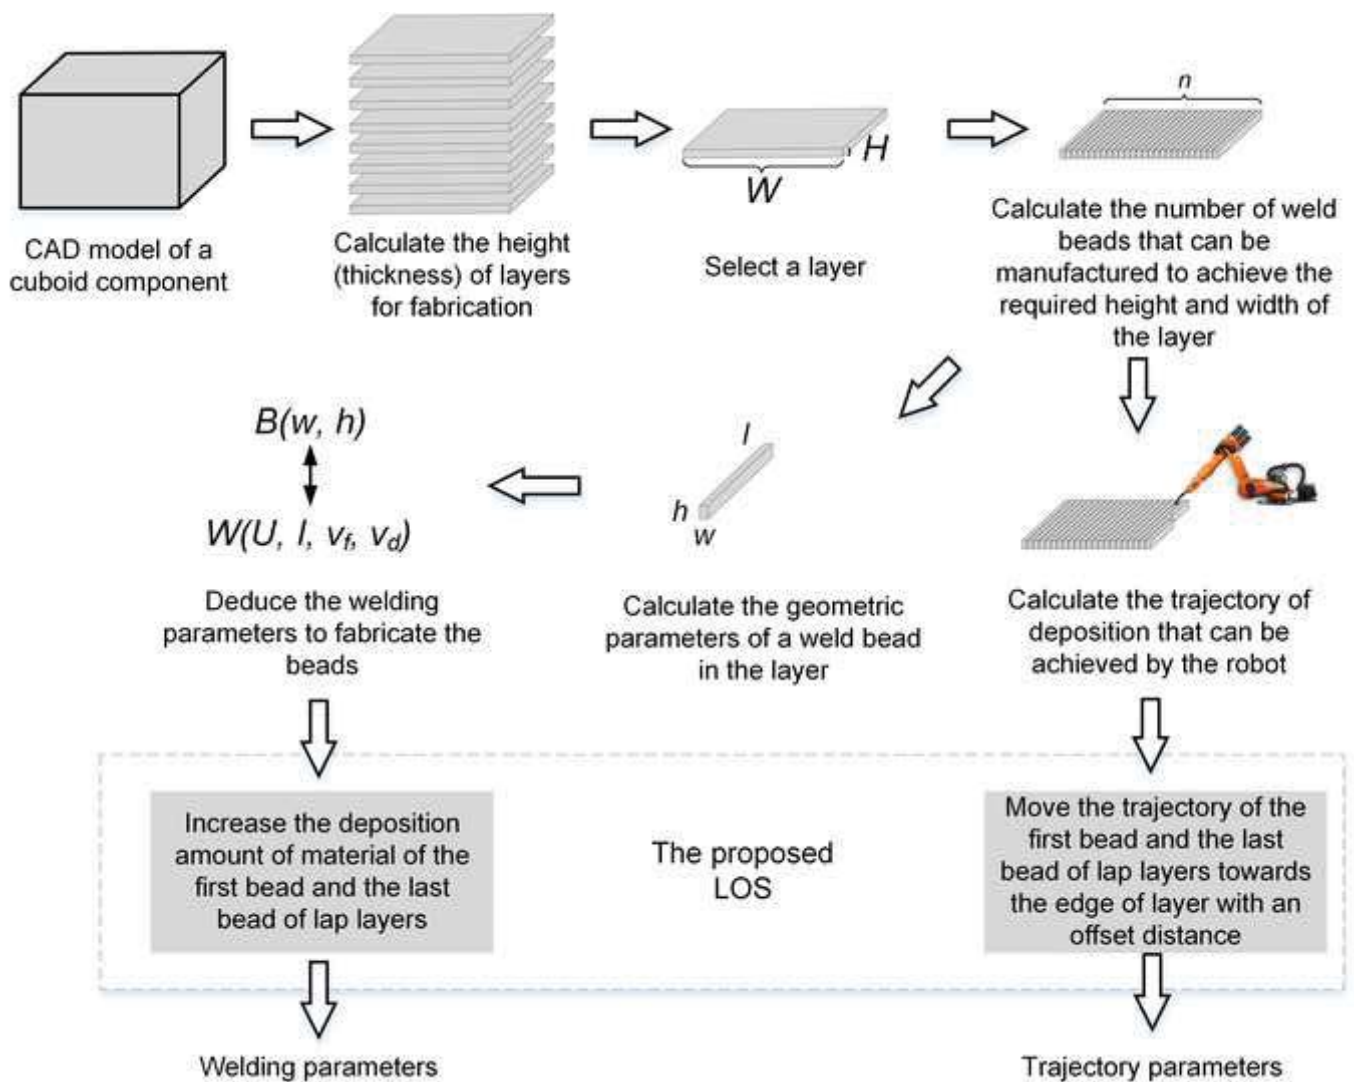 CAD model of a
cuboid component
Calculate the height
(thickness) of layers
for fabrication
W
H
Select a layer
n
Calculate the number of weld
beads that can be
manufactured to achieve the
required height and width of
the layer
B(w, h)
W(U, I, vf, vd)
Deduce the welding
parameters to fabricate the
beads
l
h
w
Calculate the geometric
parameters of a weld bead
in the layer
Calculate the trajectory of
deposition that can be
achieved by the robot
Increase the deposition
amount of material of the
first bead and the last
bead of lap layers
The proposed
LOS
Move the trajectory of the
first bead and the last
bead of lap layers towards
the edge of layer with an
offset distance
Welding parameters
Trajectory parameters